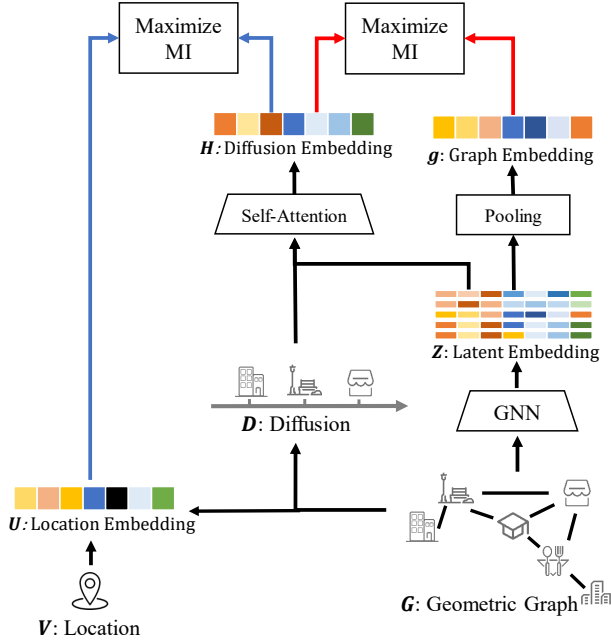 Maximize
MI
Maximize
MI
H: Diffusion Embedding
g: Graph Embedding
Self-Attention
Pooling
Z: Latent Embedding
D: Diffusion
GNN
U: Location Embedding
G: Geometric Graph
V: Location